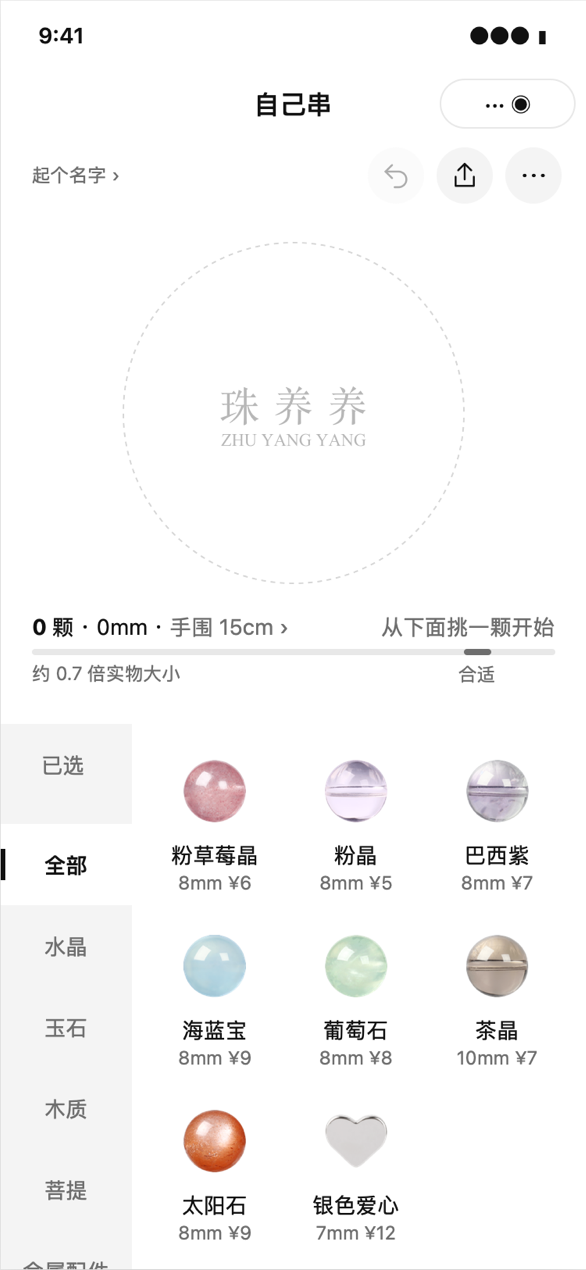 9:41
自己串
起个名字 ›
珠养养
ZHU YANG YANG
0 颗 · 0mm · 手围 15cm ›
从下面挑一颗开始
约 0.7 倍实物大小
合适
已选
全部
水晶
玉石
木质
菩提
金属配件
粉草莓晶
8mm ¥6
粉晶
8mm ¥5
巴西紫
8mm ¥7
海蓝宝
8mm ¥9
葡萄石
8mm ¥8
茶晶
10mm ¥7
太阳石
8mm ¥9
银色爱心
7mm ¥12